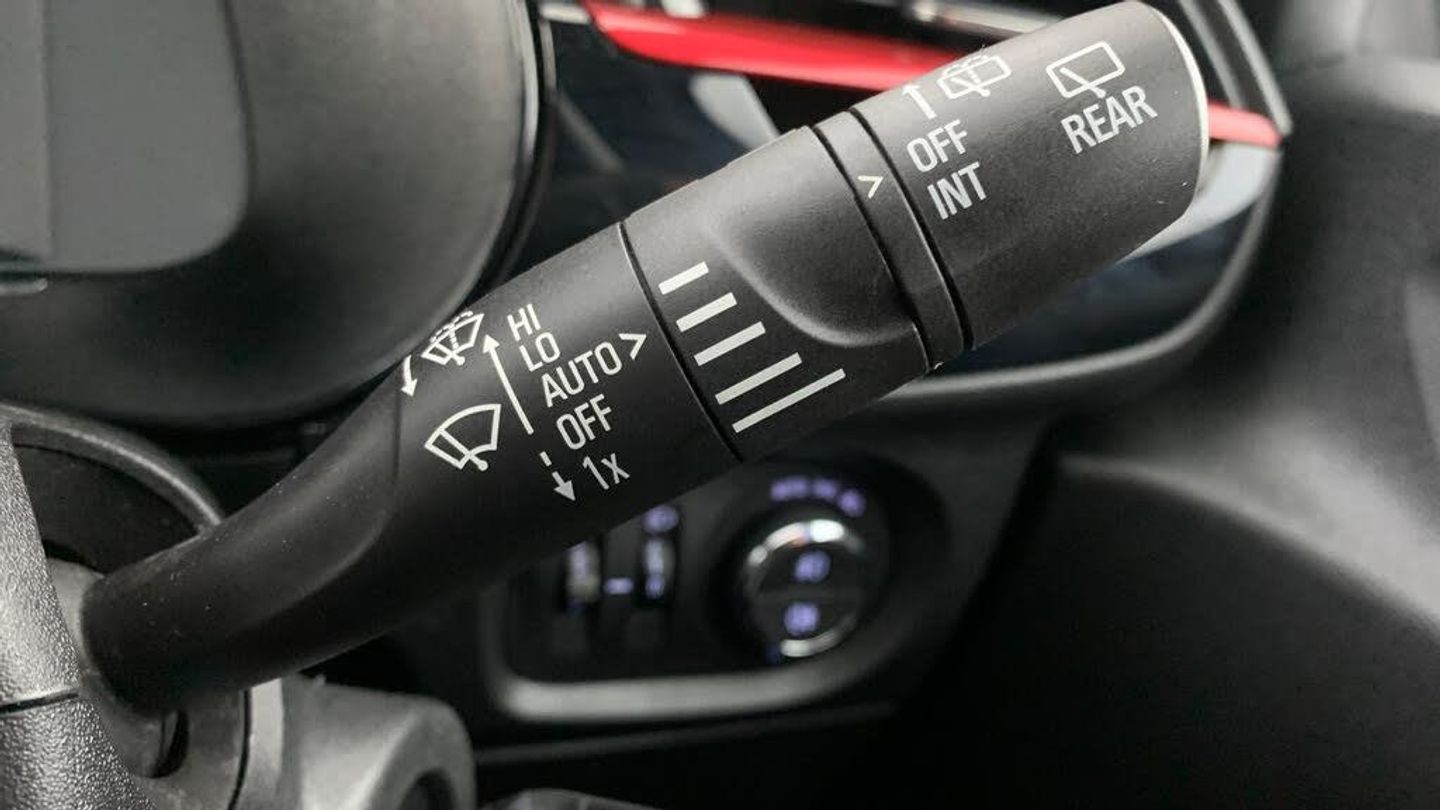 HI
LO
AUTO >
OFF
1x
>
OFF
INT
REAR